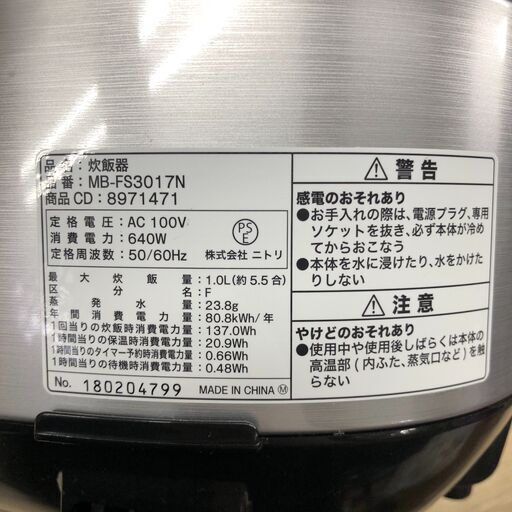 品 名：炊飯器
品 番：MB-FS3017N
商品 CD：8971471
定格電圧：AC 100V
消費電力：640W
定格周波数：50/60Hz
PS
E
株式会社 ニトリ
最大炊飯量：1.0L(約 5.5 合)
区分名：F
蒸発水量：23.8g
年間消費電力量：80.8kWh/年
1回当りの炊飯時消費電力量：137.0Wh
1時間当りの保温時消費電力量：20.9Wh
1時間当りのタイマー予約時消費電力量：0.66Wh
1時間当りの待機時消費電力量：0.48Wh
No. 180204799 MADE IN CHINA Ⓜ
⚠ 警告
感電のおそれあり
●お手入れの際は、電源プラグ、専用
ソケットを抜き、必ず本体が冷め
てからおこなう
●本体を水に浸けたり、水をかけた
りしない
⚠ 注意
やけどのおそれあり
●使用中や使用後しばらくは本体の
高温部 (内ふた、蒸気口など) を触
らない